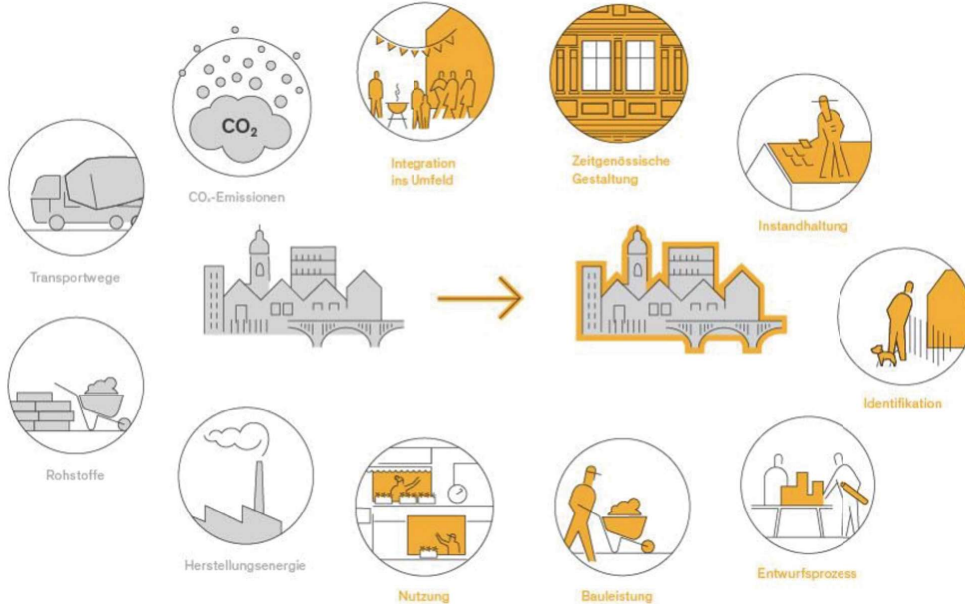 CO₂
Integration
ins Umfeld
Zeitgenössische
Gestaltung
CO₂-Emissionen
Instandhaltung
Transportwege
Identifikation
Rohstoffe
Herstellungsenergie
Entwurfsprozess
Nutzung
Bauleistung